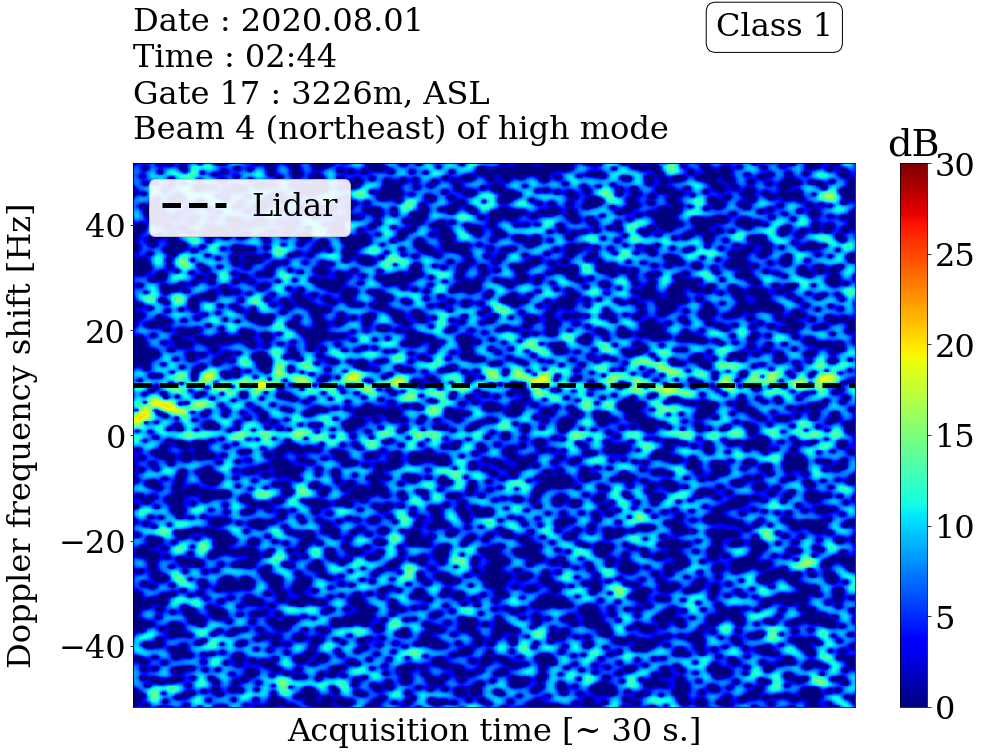 Date : 2020.08.01
Time : 02:44
Gate 17 : 3226m, ASL
Beam 4 (northeast) of high mode
Class 1
dB
Lidar
Doppler frequency shift [Hz]
40
20
0
−20
−40
Acquisition time [~ 30 s.]
30
25
20
15
10
5
0